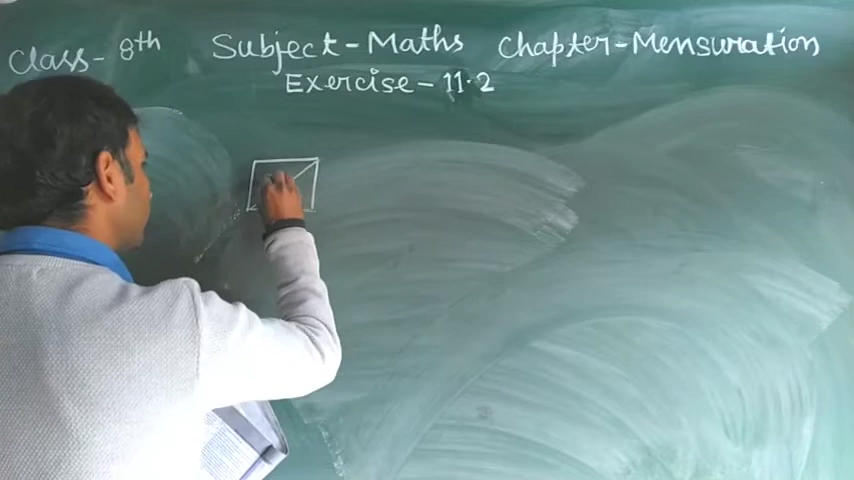 Class- 8th Subject-Maths Chapter-Mensuration
Exercise-11.2